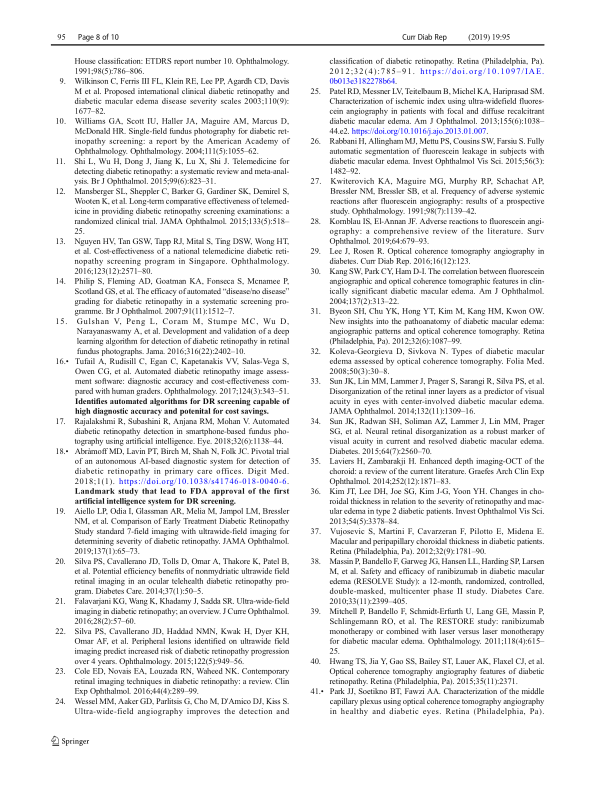 95 Page 8 of 10
Curr Diab Rep (2019) 19:95
House classification: ETDRS report number 10. Ophthalmology.
1991;98(5):786–806.
9. Wilkinson C, Ferris III FL, Klein RE, Lee PP, Agardh CD, Davis
M et al. Proposed international clinical diabetic retinopathy and
diabetic macular edema disease severity scales 2003;110(9):
1677–82.
10. Williams GA, Scott IU, Haller JA, Maguire AM, Marcus D,
McDonald HR. Single-field fundus photography for diabetic ret-
inopathy screening: a report by the American Academy of
Ophthalmology. Ophthalmology. 2004;111(5):1055–62.
11. Shi L, Wu H, Dong J, Jiang K, Lu X, Shi J. Telemedicine for
detecting diabetic retinopathy: a systematic review and meta-anal-
ysis. Br J Ophthalmol. 2015;99(6):823–31.
12. Mansberger SL, Sheppler C, Barker G, Gardiner SK, Demirel S,
Wooten K, et al. Long-term comparative effectiveness of telemed-
icine in providing diabetic retinopathy screening examinations: a
randomized clinical trial. JAMA Ophthalmol. 2015;133(5):518–
25.
13. Nguyen HV, Tan GSW, Tapp RJ, Mital S, Ting DSW, Wong HT,
et al. Cost-effectiveness of a national telemedicine diabetic reti-
nopathy screening program in Singapore. Ophthalmology.
2016;123(12):2571–80.
14. Philip S, Fleming AD, Goatman KA, Fonseca S, Mcnamee P,
Scotland GS, et al. The efficacy of automated “disease/no disease”
grading for diabetic retinopathy in a systematic screening pro-
gramme. Br J Ophthalmol. 2007;91(11):1512–7.
15. Gulshan V, Peng L, Coram M, Stumpe MC, Wu D,
Narayanaswamy A, et al. Development and validation of a deep
learning algorithm for detection of diabetic retinopathy in retinal
fundus photographs. Jama. 2016;316(22):2402–10.
16.• Tufail A, Rudisill C, Egan C, Kapetanakis VV, Salas-Vega S,
Owen CG, et al. Automated diabetic retinopathy image assess-
ment software: diagnostic accuracy and cost-effectiveness com-
pared with human graders. Ophthalmology. 2017;124(3):343–51.
Identifies automated algorithms for DR screening capable of
high diagnostic accuracy and potenital for cost savings.
17. Rajalakshmi R, Subashini R, Anjana RM, Mohan V. Automated
diabetic retinopathy detection in smartphone-based fundus pho-
tography using artificial intelligence. Eye. 2018;32(6):1138–44.
18.• Abràmoff MD, Lavin PT, Birch M, Shah N, Folk JC. Pivotal trial
of an autonomous AI-based diagnostic system for detection of
diabetic retinopathy in primary care offices. Digit Med.
2018;1(1). https://doi.org/10.1038/s41746-018-0040-6.
Landmark study that lead to FDA approval of the first
artificial intelligence system for DR screening.
19. Aiello LP, Odia I, Glassman AR, Melia M, Jampol LM, Bressler
NM, et al. Comparison of Early Treatment Diabetic Retinopathy
Study standard 7-field imaging with ultrawide-field imaging for
determining severity of diabetic retinopathy. JAMA Ophthalmol.
2019;137(1):65–73.
20. Silva PS, Cavallerano JD, Tolls D, Omar A, Thakore K, Patel B,
et al. Potential efficiency benefits of nonmydriatic ultrawide field
retinal imaging in an ocular telehealth diabetic retinopathy pro-
gram. Diabetes Care. 2014;37(1):50–5.
21. Falavarjani KG, Wang K, Khadamy J, Sadda SR. Ultra-wide-field
imaging in diabetic retinopathy; an overview. J Curre Ophthalmol.
2016;28(2):57–60.
22. Silva PS, Cavallerano JD, Haddad NMN, Kwak H, Dyer KH,
Omar AF, et al. Peripheral lesions identified on ultrawide field
imaging predict increased risk of diabetic retinopathy progression
over 4 years. Ophthalmology. 2015;122(5):949–56.
23. Cole ED, Novais EA, Louzada RN, Waheed NK. Contemporary
retinal imaging techniques in diabetic retinopathy: a review. Clin
Exp Ophthalmol. 2016;44(4):289–99.
24. Wessel MM, Aaker GD, Parlitsis G, Cho M, D'Amico DJ, Kiss S.
Ultra-wide-field angiography improves the detection and
classification of diabetic retinopathy. Retina (Philadelphia, Pa).
2012;32(4):785–91. https://doi.org/10.1097/IAE.
0b013e3182278b64.
25. Patel RD, Messner LV, Teitelbaum B, Michel KA, Hariprasad SM.
Characterization of ischemic index using ultra-widefield fluores-
cein angiography in patients with focal and diffuse recalcitrant
diabetic macular edema. Am J Ophthalmol. 2013;155(6):1038–
44.e2. https://doi.org/10.1016/j.ajo.2013.01.007.
26. Rabbani H, Allingham MJ, Mettu PS, Cousins SW, Farsiu S. Fully
automatic segmentation of fluorescein leakage in subjects with
diabetic macular edema. Invest Ophthalmol Vis Sci. 2015;56(3):
1482–92.
27. Kwiterovich KA, Maguire MG, Murphy RP, Schachat AP,
Bressler NM, Bressler SB, et al. Frequency of adverse systemic
reactions after fluorescein angiography: results of a prospective
study. Ophthalmology. 1991;98(7):1139–42.
28. Kornblau IS, El-Annan JF. Adverse reactions to fluorescein angi-
ography: a comprehensive review of the literature. Surv
Ophthalmol. 2019;64:679–93.
29. Lee J, Rosen R. Optical coherence tomography angiography in
diabetes. Curr Diab Rep. 2016;16(12):123.
30. Kang SW, Park CY, Ham D-I. The correlation between fluorescein
angiographic and optical coherence tomographic features in clin-
ically significant diabetic macular edema. Am J Ophthalmol.
2004;137(2):313–22.
31. Byeon SH, Chu YK, Hong YT, Kim M, Kang HM, Kwon OW.
New insights into the pathoanatomy of diabetic macular edema:
angiographic patterns and optical coherence tomography. Retina
(Philadelphia, Pa). 2012;32(6):1087–99.
32. Koleva-Georgieva D, Sivkova N. Types of diabetic macular
edema assessed by optical coherence tomography. Folia Med.
2008;50(3):30–8.
33. Sun JK, Lin MM, Lammer J, Prager S, Sarangi R, Silva PS, et al.
Disorganization of the retinal inner layers as a predictor of visual
acuity in eyes with center-involved diabetic macular edema.
JAMA Ophthalmol. 2014;132(11):1309–16.
34. Sun JK, Radwan SH, Soliman AZ, Lammer J, Lin MM, Prager
SG, et al. Neural retinal disorganization as a robust marker of
visual acuity in current and resolved diabetic macular edema.
Diabetes. 2015;64(7):2560–70.
35. Laviers H, Zambarakji H. Enhanced depth imaging-OCT of the
choroid: a review of the current literature. Graefes Arch Clin Exp
Ophthalmol. 2014;252(12):1871–83.
36. Kim JT, Lee DH, Joe SG, Kim J-G, Yoon YH. Changes in cho-
roidal thickness in relation to the severity of retinopathy and mac-
ular edema in type 2 diabetic patients. Invest Ophthalmol Vis Sci.
2013;54(5):3378–84.
37. Vujosevic S, Martini F, Cavarzeran F, Pilotto E, Midena E.
Macular and peripapillary choroidal thickness in diabetic patients.
Retina (Philadelphia, Pa). 2012;32(9):1781–90.
38. Massin P, Bandello F, Garweg JG, Hansen LL, Harding SP, Larsen
M, et al. Safety and efficacy of ranibizumab in diabetic macular
edema (RESOLVE Study): a 12-month, randomized, controlled,
double-masked, multicenter phase II study. Diabetes Care.
2010;33(11):2399–405.
39. Mitchell P, Bandello F, Schmidt-Erfurth U, Lang GE, Massin P,
Schlingemann RO, et al. The RESTORE study: ranibizumab
monotherapy or combined with laser versus laser monotherapy
for diabetic macular edema. Ophthalmology. 2011;118(4):615–
25.
40. Hwang TS, Jia Y, Gao SS, Bailey ST, Lauer AK, Flaxel CJ, et al.
Optical coherence tomography angiography features of diabetic
retinopathy. Retina (Philadelphia, Pa). 2015;35(11):2371.
41.• Park JJ, Soetikno BT, Fawzi AA. Characterization of the middle
capillary plexus using optical coherence tomography angiography
in healthy and diabetic eyes. Retina (Philadelphia, Pa).
Springer